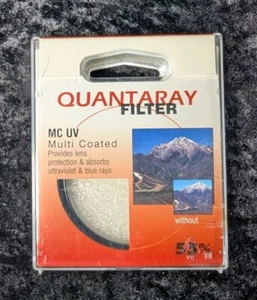 QUANTARAY
FILTER
MC UV
Multi Coated
Provides lens
protection & absorbs
ultraviolet & blue rays
without